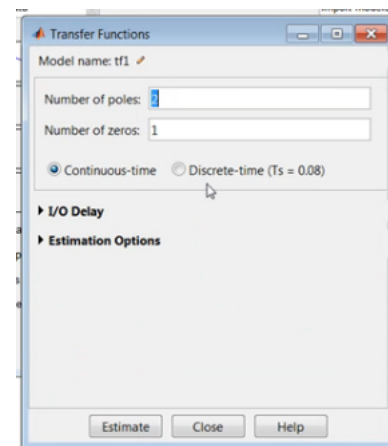 Transfer Functions
Model name: tf1
Number of poles: 2
Number of zeros: 1
Continuous-time Discrete-time (Ts = 0.08)
I/O Delay
Estimation Options
Estimate Close Help